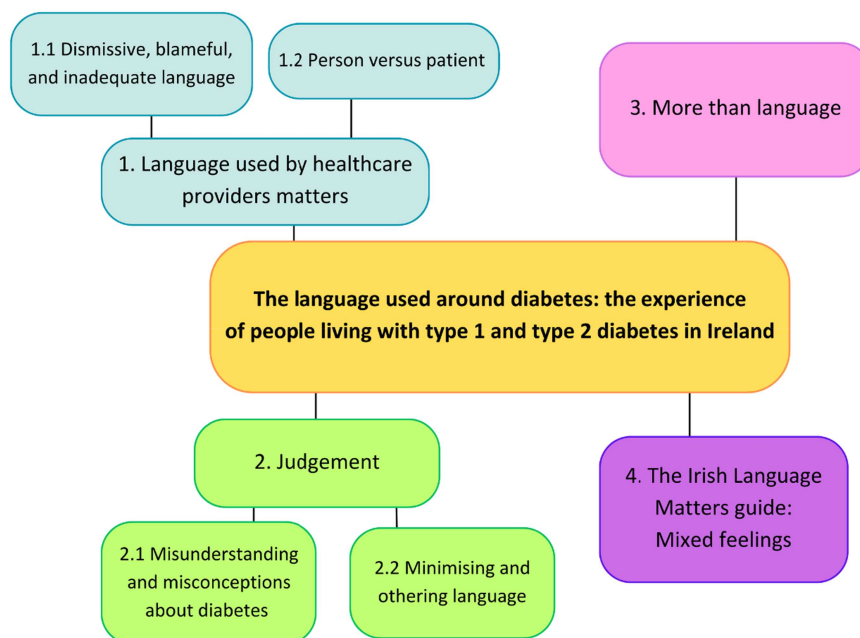 1.1 Dismissive, blameful,
and inadequate language
1.2 Person versus patient
3. More than language
1. Language used by healthcare
providers matters
The language used around diabetes: the experience
of people living with type 1 and type 2 diabetes in Ireland
2. Judgement
4. The Irish Language
Matters guide:
Mixed feelings
2.1 Misunderstanding
and misconceptions
about diabetes
2.2 Minimising and
othering language